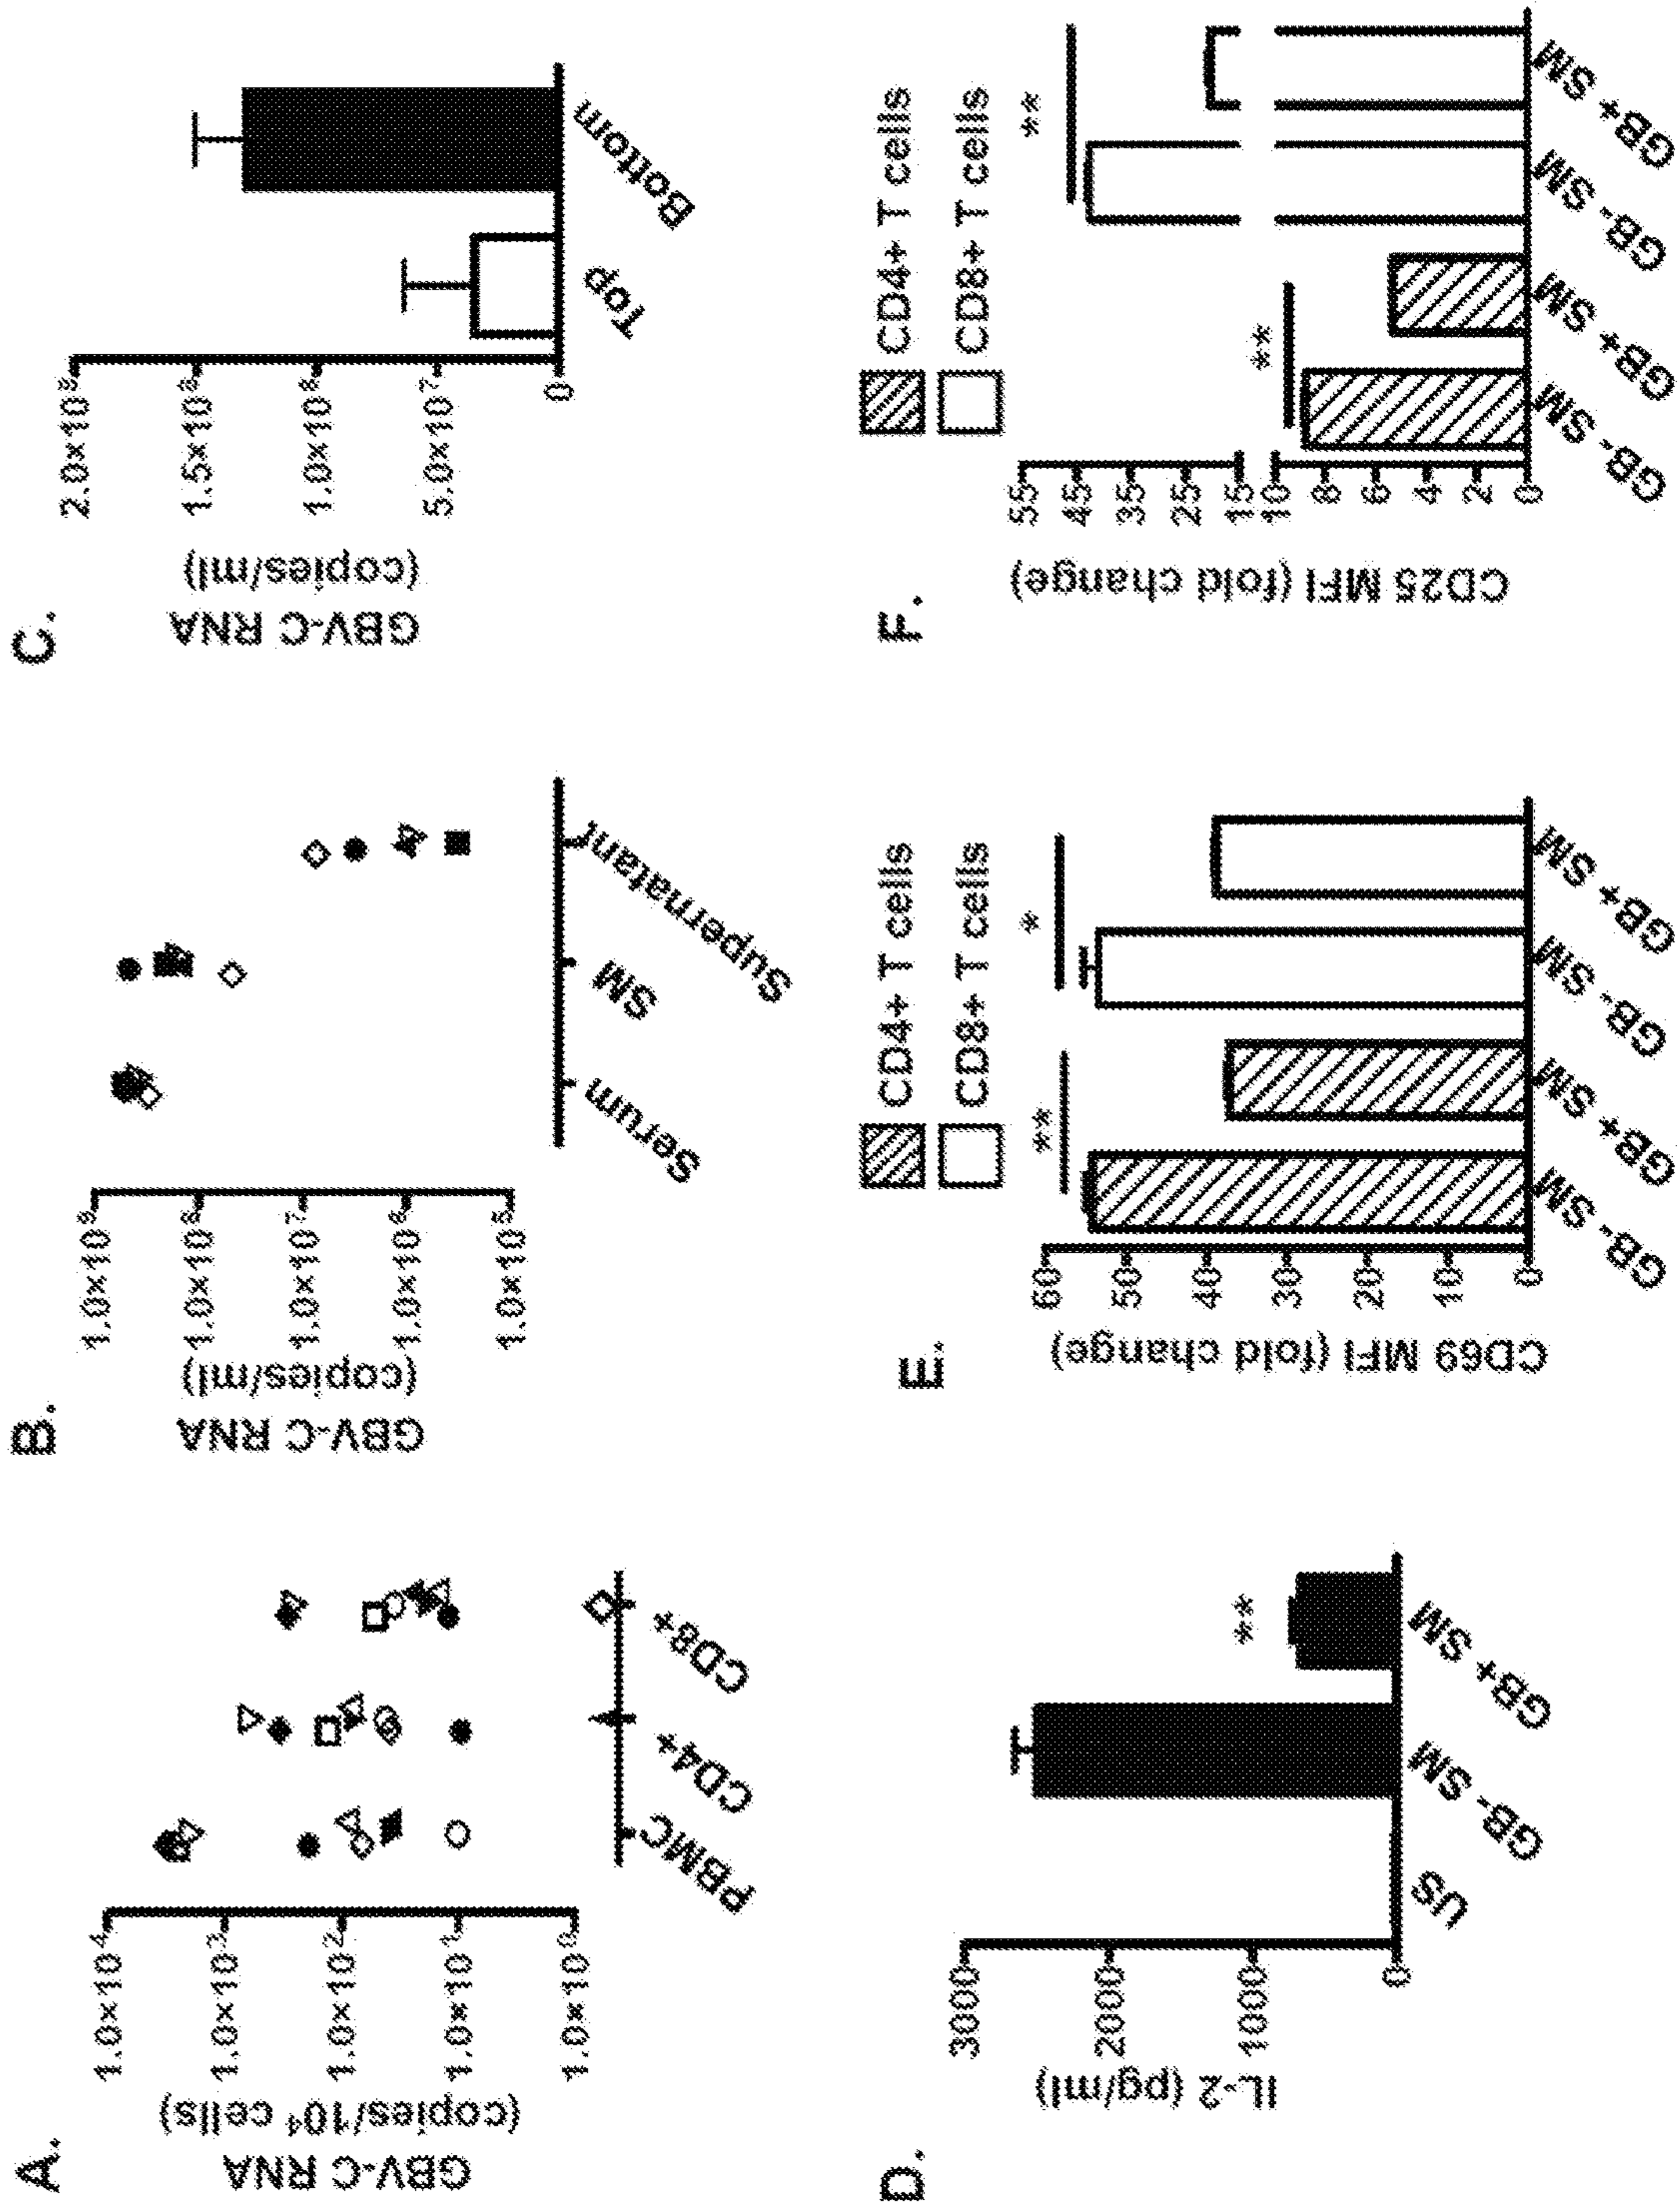 A.
GBV-C RNA
(copies/10⁴ cells)
1.0×10⁴
1.0×10³
1.0×10²
1.0×10¹
1.0×10⁰
PBMC
CD4+
CD8+
B.
GBV-C RNA
(copies/ml)
1.0×10⁹
1.0×10⁸
1.0×10⁷
1.0×10⁶
1.0×10⁵
Serum
SM
Supernatant
C.
GBV-C RNA
(copies/ml)
2.0×10⁸
1.5×10⁸
1.0×10⁸
5.0×10⁷
0
Top
Bottom
D.
IL-2 (pg/ml)
3000
2000
1000
0
**
US
GB- SM
GB+ SM
E.
CD4+ T cells
CD8+ T cells
CD69 MFI (fold change)
60
50
40
30
20
10
0
**
*
GB- SM
GB+ SM
GB- SM
GB+ SM
F.
CD4+ T cells
CD8+ T cells
CD25 MFI (fold change)
55
45
35
25
15
10
8
6
4
2
0
**
**
GB- SM
GB+ SM
GB- SM
GB+ SM